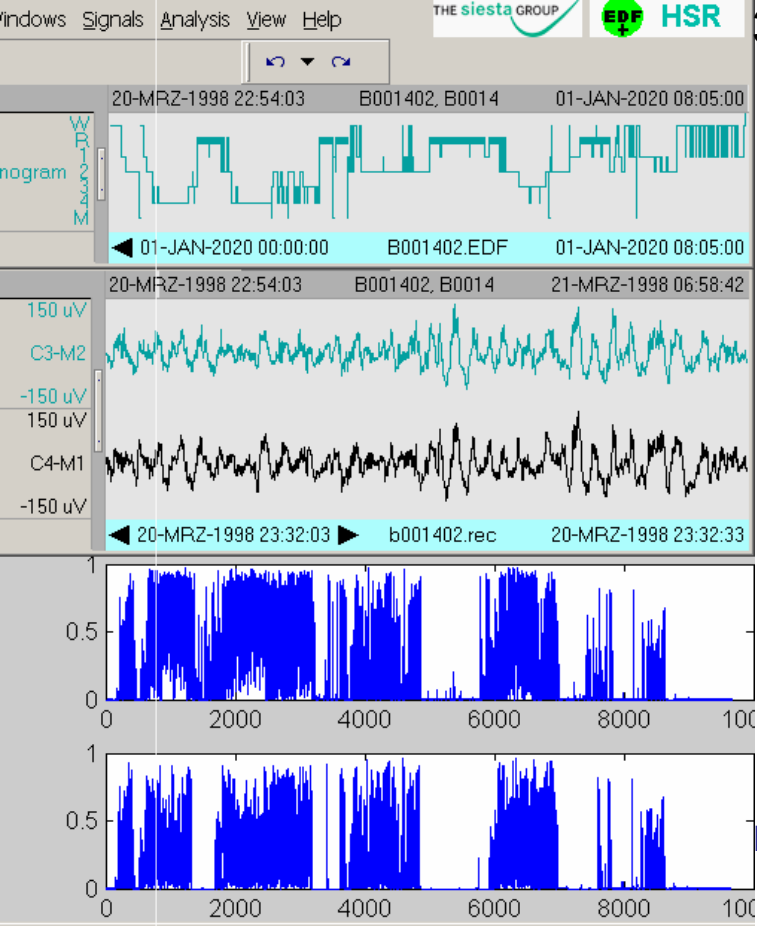 Windows Signals Analysis View Help
THE siesta GROUP
EDF + HSR
20-MRZ-1998 22:54:03 B001402, B0014 01-JAN-2020 08:05:00
W
R
1
nogram 2
3
4
M
01-JAN-2020 00:00:00 B001402.EDF 01-JAN-2020 08:05:00
20-MRZ-1998 22:54:03 B001402, B0014 21-MRZ-1998 06:58:42
150 uV
C3-M2
-150 uV
150 uV
C4-M1
-150 uV
20-MRZ-1998 23:32:03 b001402.rec 20-MRZ-1998 23:32:33
1
0.5
0
0 2000 4000 6000 8000 100
1
0.5
0
0 2000 4000 6000 8000 100